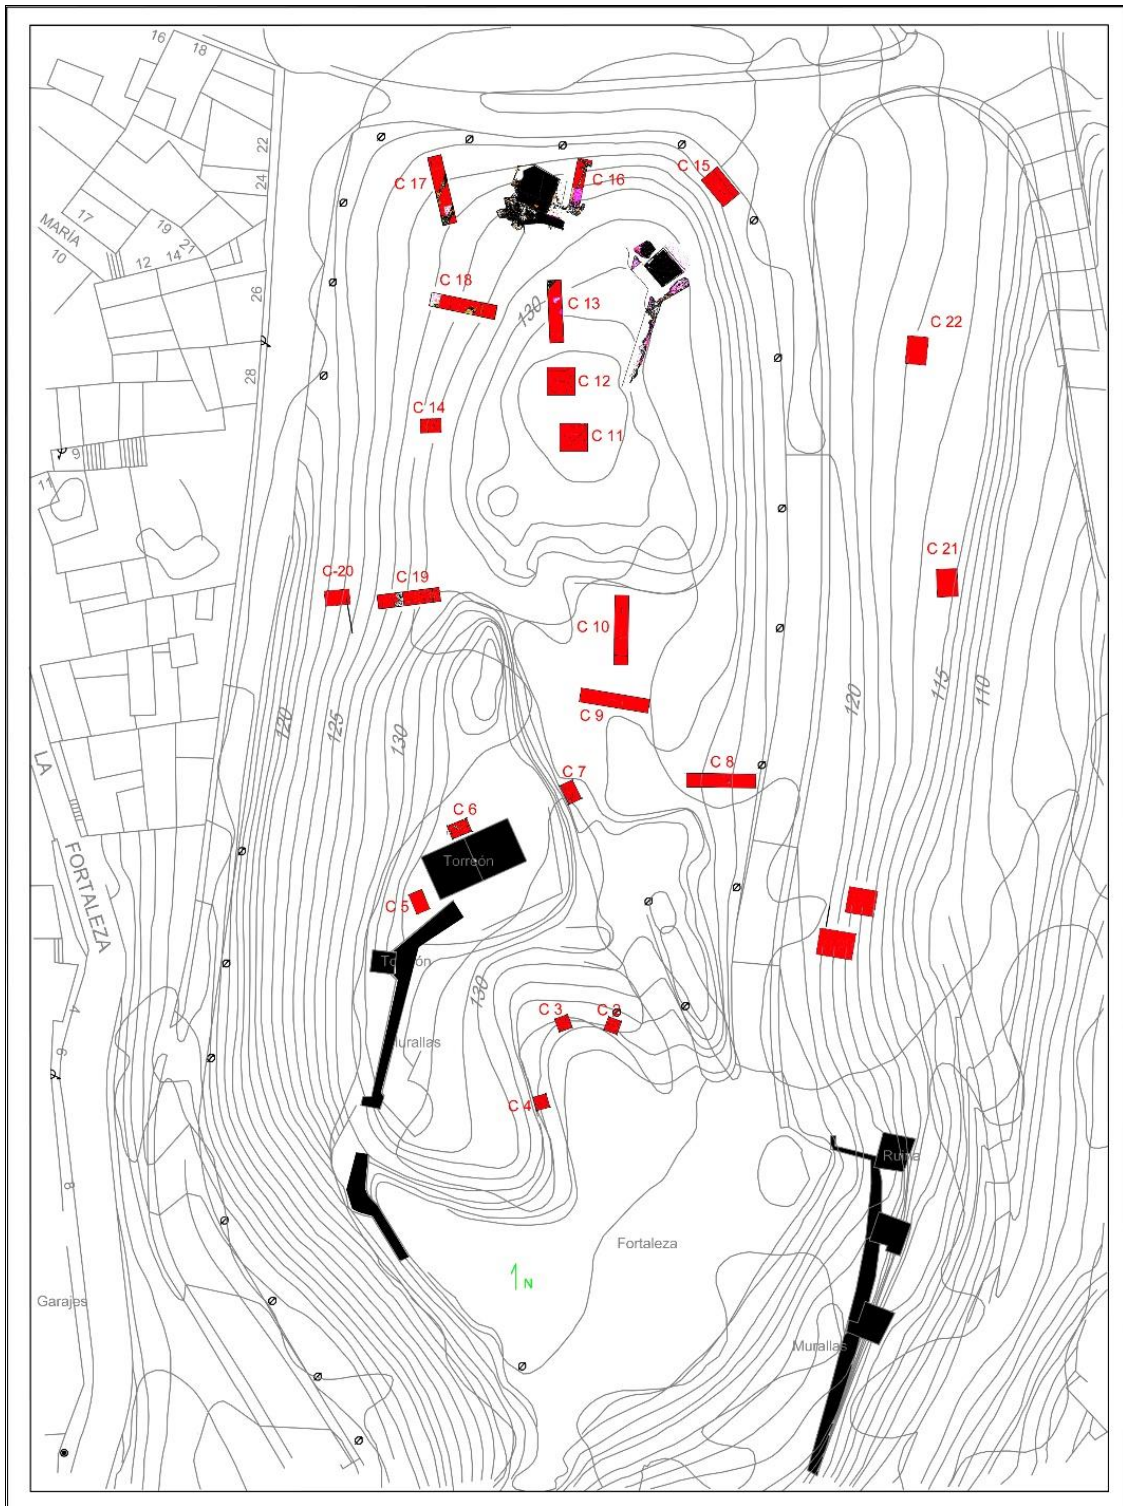 16
18
22
24
17
MARÍA
10
19
21
14
12
26
28
9
11
C 17
C 16
C 15
C 18
130
C 13
C 22
C 12
C 14
C 11
C 21
C-20
C 19
C 10
120
125
130
C 9
120
115
110
C 8
C 7
C 6
Torreón
LA FORTALEZA
C 5
Torreón
130
C 3
C 2
Murallas
C 4
4
6
8
Ruina
Fortaleza
N
Garajes
Murallas